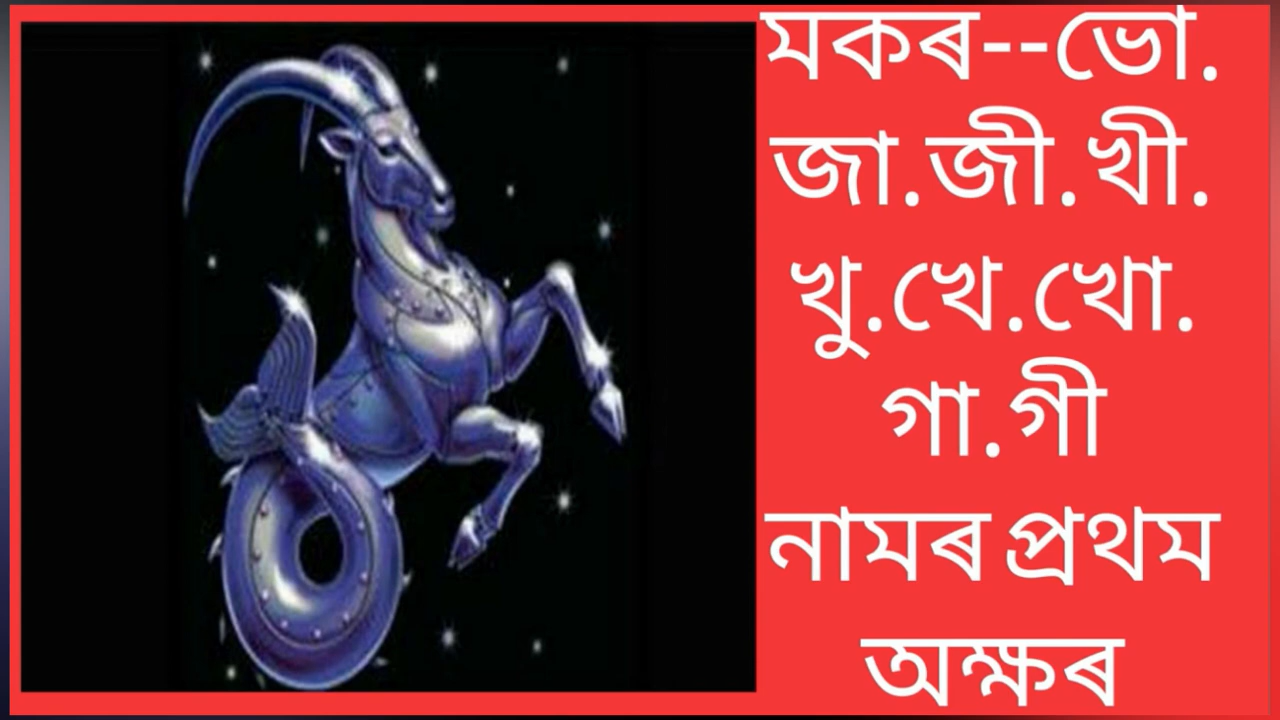 মকৰ--ভো.
জা.জী.খী.
খু.খে.খো.
গা.গী
নামৰ প্ৰথম
অক্ষৰ